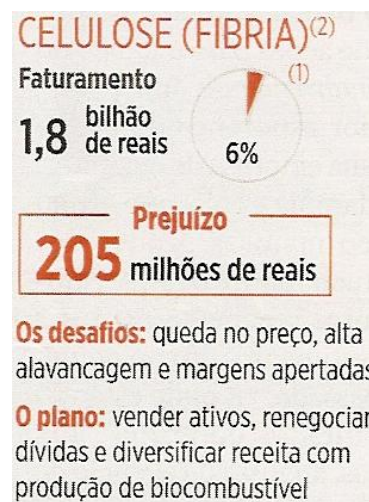 CELULOSE (FIBRIA)(2)
Faturamento
1,8 bilhão
de reais
(1)
6%
Prejuízo
205 milhões de reais
Os desafios: queda no preço, alta
alavancagem e margens apertadas
O plano: vender ativos, renegociar
dívidas e diversificar receita com
produção de biocombustível